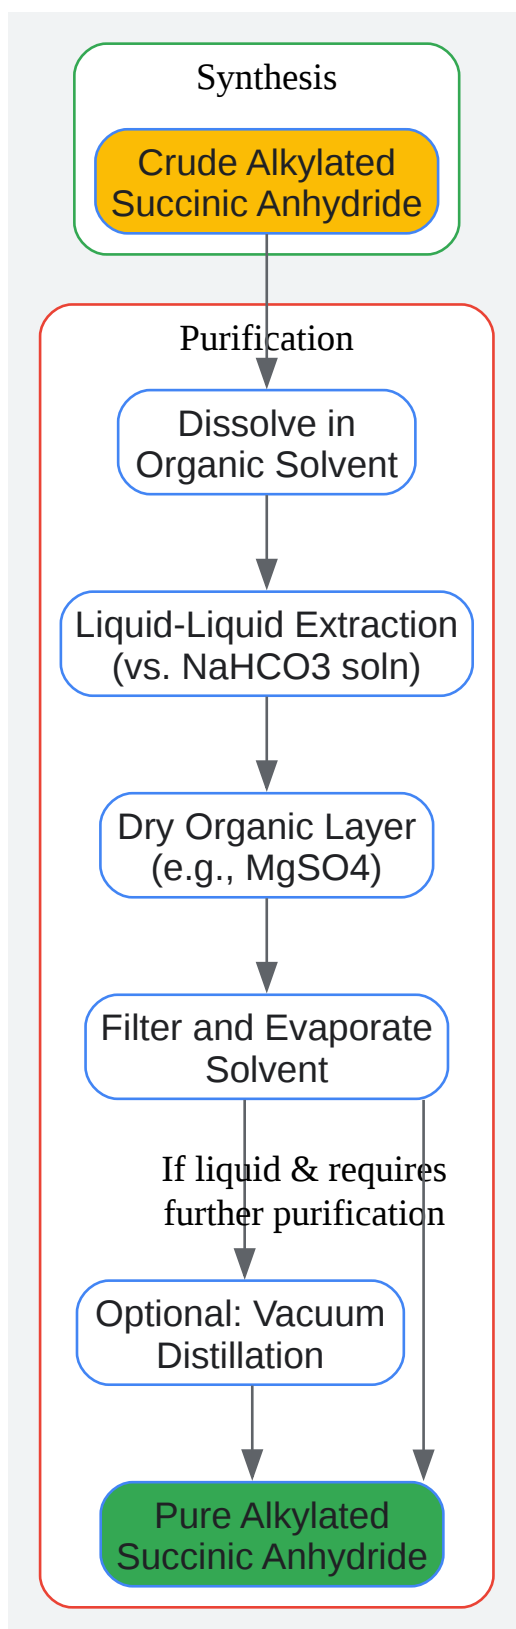 Synthesis
Crude Alkylated
Succinic Anhydride
Purification
Dissolve in
Organic Solvent
Liquid-Liquid Extraction
(vs. NaHCO3 soln)
Dry Organic Layer
(e.g., MgSO4)
Filter and Evaporate
Solvent
If liquid & requires
further purification
Optional: Vacuum
Distillation
Pure Alkylated
Succinic Anhydride